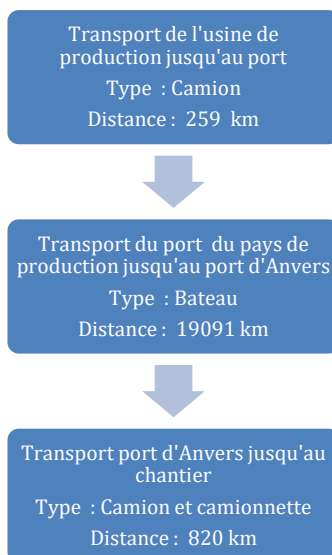 Transport de l'usine de
production jusqu'au port
Type : Camion
Distance : 259 km
Transport du port du pays de
production jusqu'au port d'Anvers
Type : Bateau
Distance : 19091 km
Transport port d'Anvers jusqu'au
chantier
Type : Camion et camionnette
Distance : 820 km